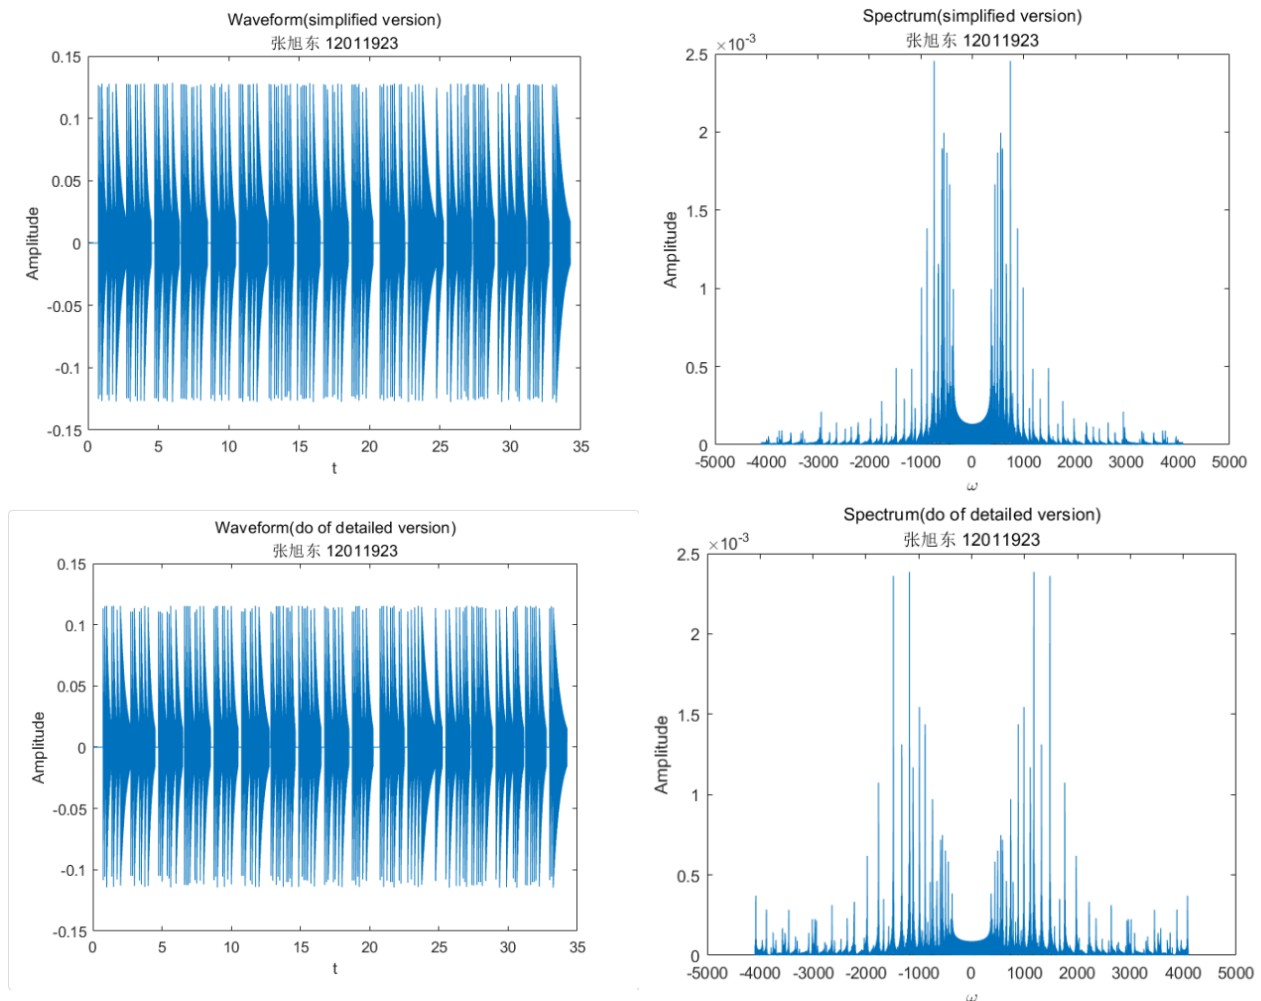 Waveform(simplified version)
张旭东 12011923
0.15
0.1
0.05
0
-0.05
-0.1
-0.15
Amplitude
0 5 10 15 20 25 30 35
t
Spectrum(simplified version)
张旭东 12011923
×10⁻³
2.5
2
1.5
1
0.5
0
Amplitude
-5000 -4000 -3000 -2000 -1000 0 1000 2000 3000 4000 5000
ω
Waveform(do of detailed version)
张旭东 12011923
0.15
0.1
0.05
0
-0.05
-0.1
-0.15
Amplitude
0 5 10 15 20 25 30 35
t
Spectrum(do of detailed version)
张旭东 12011923
×10⁻³
2.5
2
1.5
1
0.5
0
Amplitude
-5000 -4000 -3000 -2000 -1000 0 1000 2000 3000 4000 5000
ω